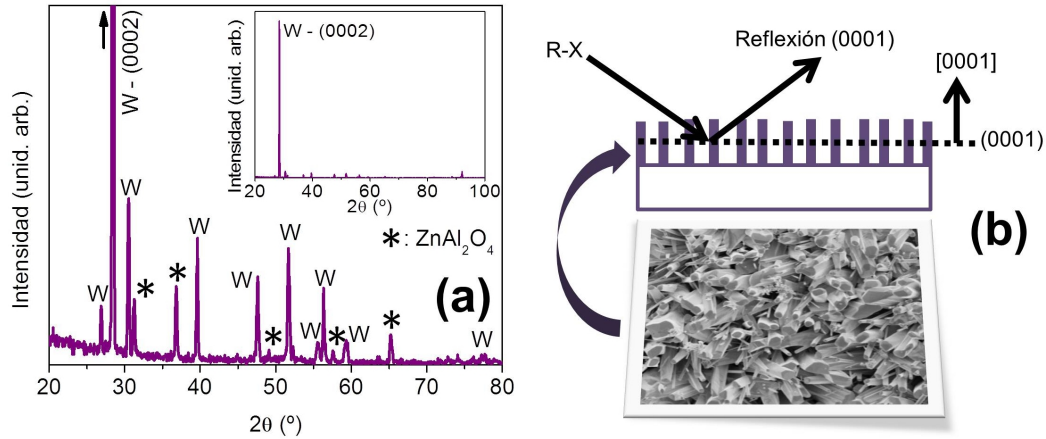 Intensidad (unid. arb.)
W - (0002)
W - (0002)
Intensidad (unid. arb.)
20 40 60 80 100
2θ (º)
W
W
W
W
W
W
W
W
W
*
*
*
*
*
*: ZnAl₂O₄
(a)
20 30 40 50 60 70 80
2θ (º)
R-X
Reflexión (0001)
[0001]
(0001)
(b)